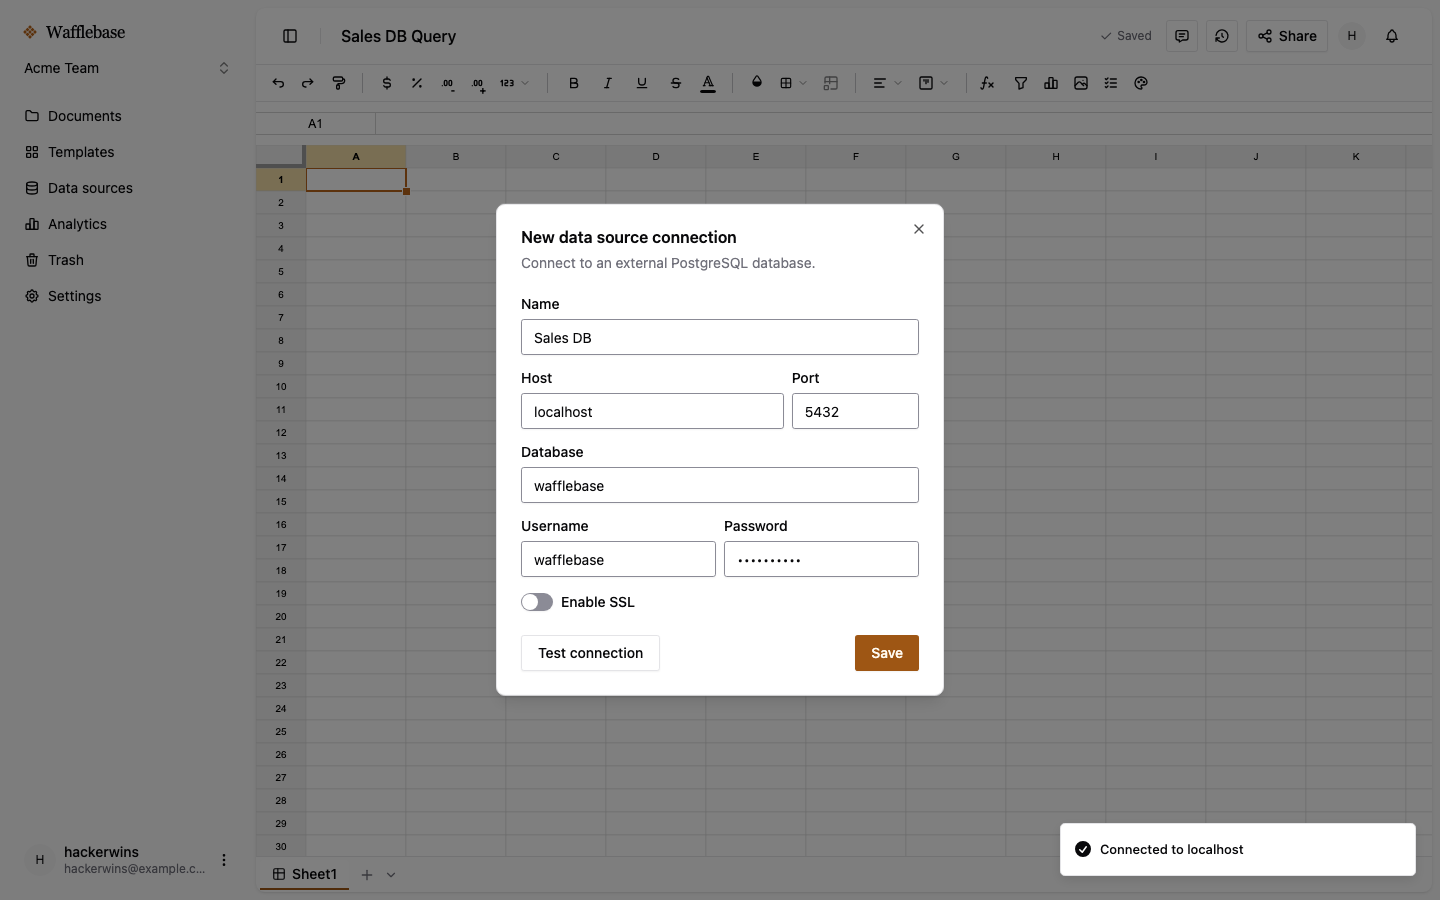 Wafflebase
Acme Team
Documents
Templates
Data sources
Analytics
Trash
Settings
H
hackerwins
hackerwins@example.c...
Sales DB Query
Saved
Share
H
$ % .00 .00 123 B I U S A
A1
A B C D E F G H I J K
1
2
3
4
5
6
7
8
9
10
11
12
13
14
15
16
17
18
19
20
21
22
23
24
25
26
27
28
29
30
Sheet1
New data source connection
Connect to an external PostgreSQL database.
Name
Sales DB
Host Port
localhost 5432
Database
wafflebase
Username Password
wafflebase ••••••••••
Enable SSL
Test connection Save
Connected to localhost